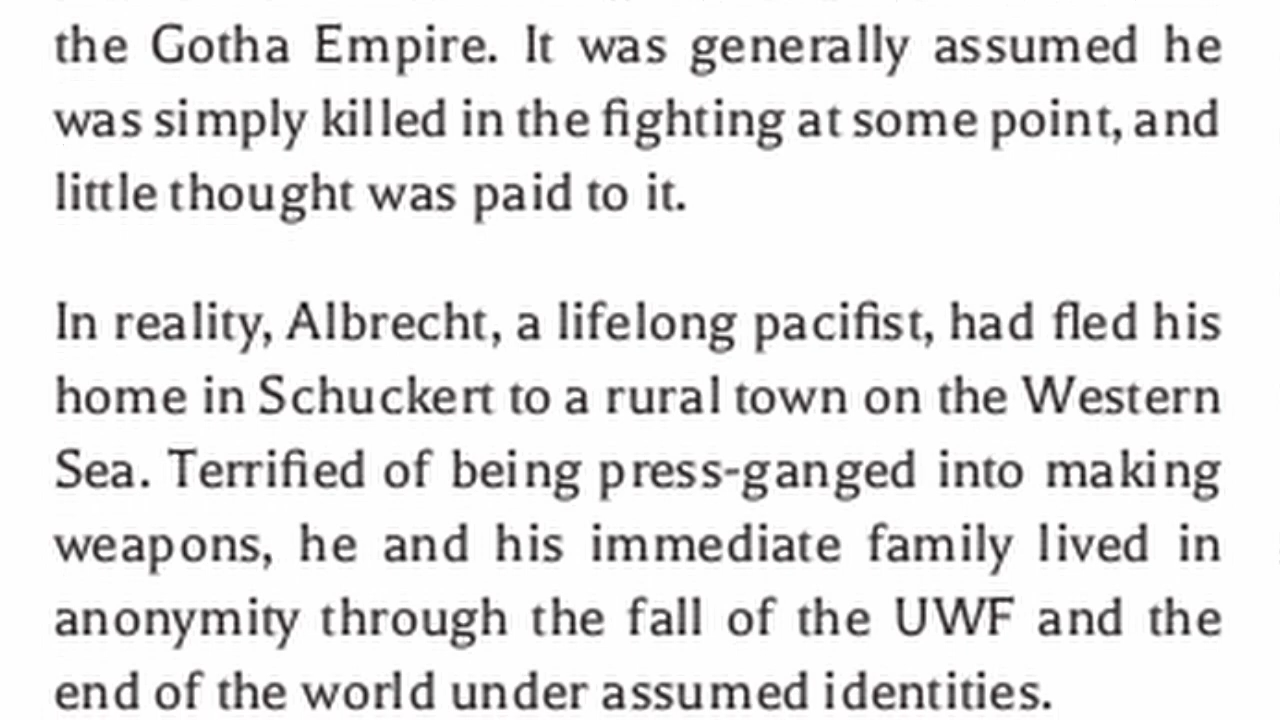 the Gotha Empire. It was generally assumed he
was simply killed in the fighting at some point, and
little thought was paid to it.
In reality, Albrecht, a lifelong pacifist, had fled his
home in Schuckert to a rural town on the Western
Sea. Terrified of being press-ganged into making
weapons, he and his immediate family lived in
anonymity through the fall of the UWF and the
end of the world under assumed identities.